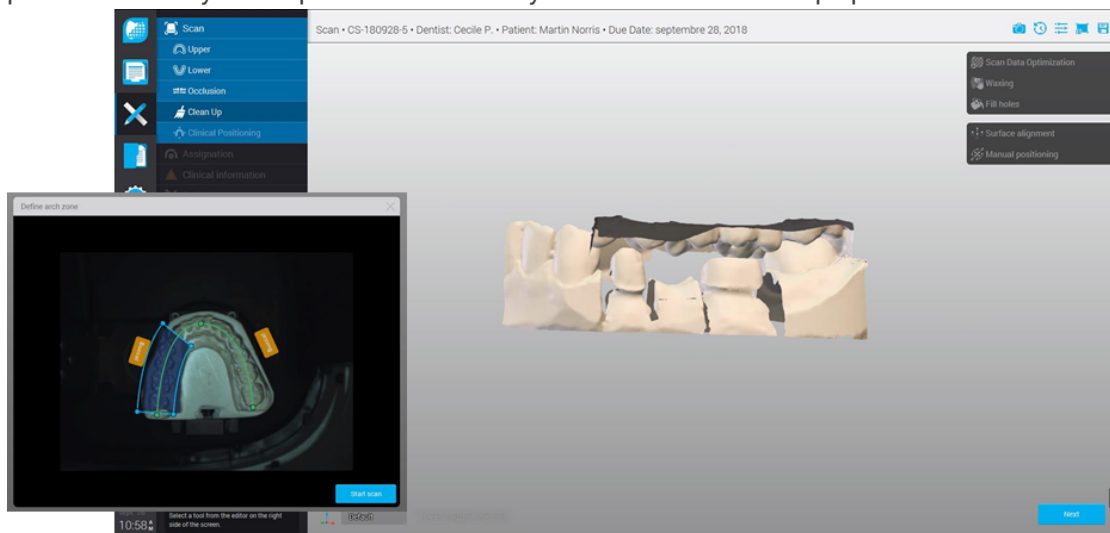 Scan
Scan • CS-180928-5 • Dentist: Cecile P. • Patient: Martin Norris • Due Date: septembre 28, 2018
Upper
Lower
Occlusion
Clean Up
Clinical Positioning
Assignation
Clinical information
Scan Data Optimization
Waxing
Fill holes
Surface alignment
Manual positioning
Define arch zone
Buccal
Buccal
Start scan
10:58
Select a tool from the editor on the right
side of the screen.
Default
Next